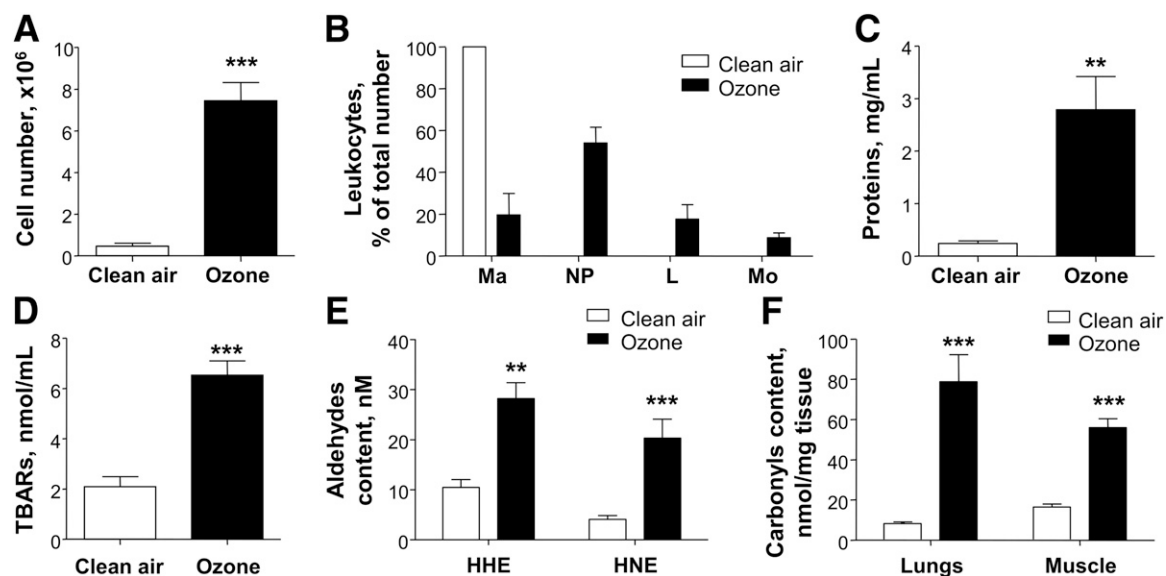 A
Cell number, x10⁶
10
8
6
4
2
0
***
Clean air Ozone
B
Leukocytes,
% of total number
100
80
60
40
20
0
Clean air
Ozone
Ma NP L Mo
C
Proteins, mg/mL
4
3
2
1
0
**
Clean air Ozone
D
TBARs, nmol/mL
8
6
4
2
0
***
Clean air Ozone
E
Aldehydes
content, nM
40
30
20
10
0
Clean air
Ozone
**
***
HHE HNE
F
Carbonyls content,
nmol/mg tissue
100
80
60
40
20
0
Clean air
Ozone
***
***
Lungs Muscle